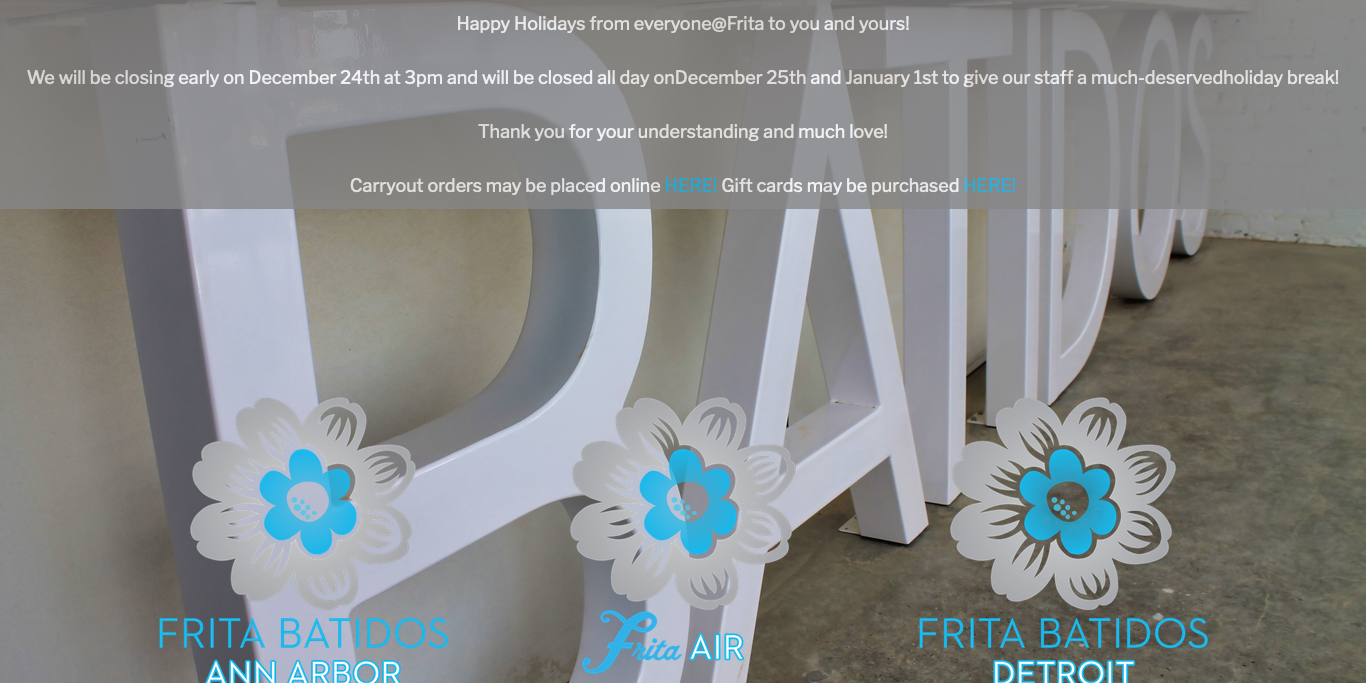 Happy Holidays from everyone@Frita to you and yours!
We will be closing early on December 24th at 3pm and will be closed all day onDecember 25th and January 1st to give our staff a much-deservedholiday break!
Thank you for your understanding and much love!
Carryout orders may be placed online HERE! Gift cards may be purchased HERE!
BATIDOS
FRITA BATIDOS
ANN ARBOR
Frita AIR
FRITA BATIDOS
DETROIT